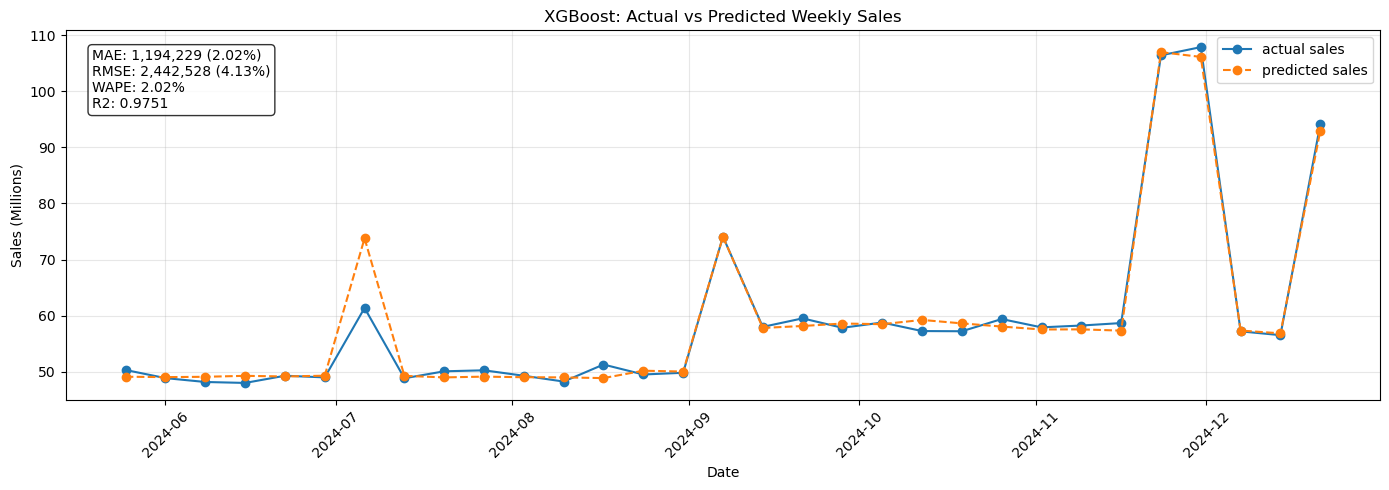 XGBoost: Actual vs Predicted Weekly Sales
MAE: 1,194,229 (2.02%)
RMSE: 2,442,528 (4.13%)
WAPE: 2.02%
R2: 0.9751
actual sales
predicted sales
Sales (Millions)
110
100
90
80
70
60
50
2024-06
2024-07
2024-08
2024-09
2024-10
2024-11
2024-12
Date